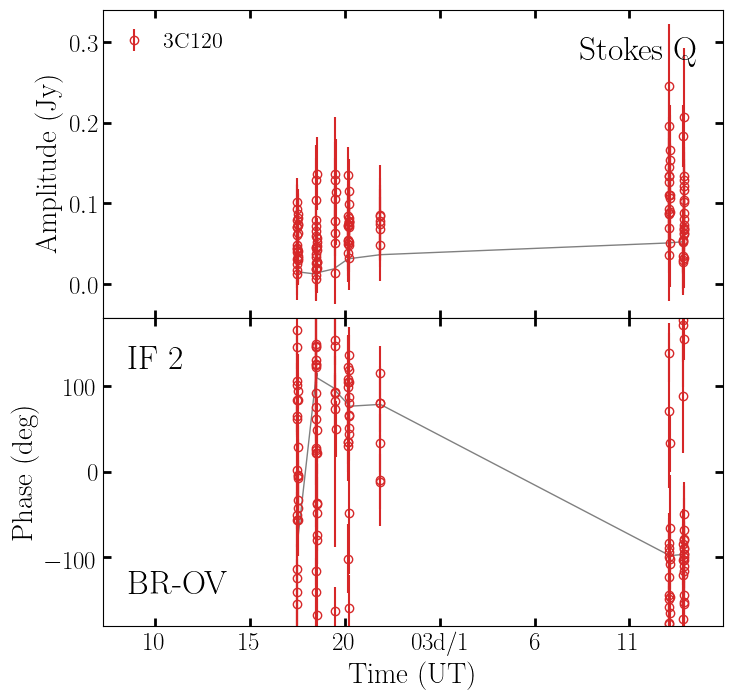 3C120
Stokes Q
0.3
0.2
0.1
0.0
Amplitude (Jy)
IF 2
100
0
−100
Phase (deg)
BR-OV
10 15 20 03d/1 6 11
Time (UT)